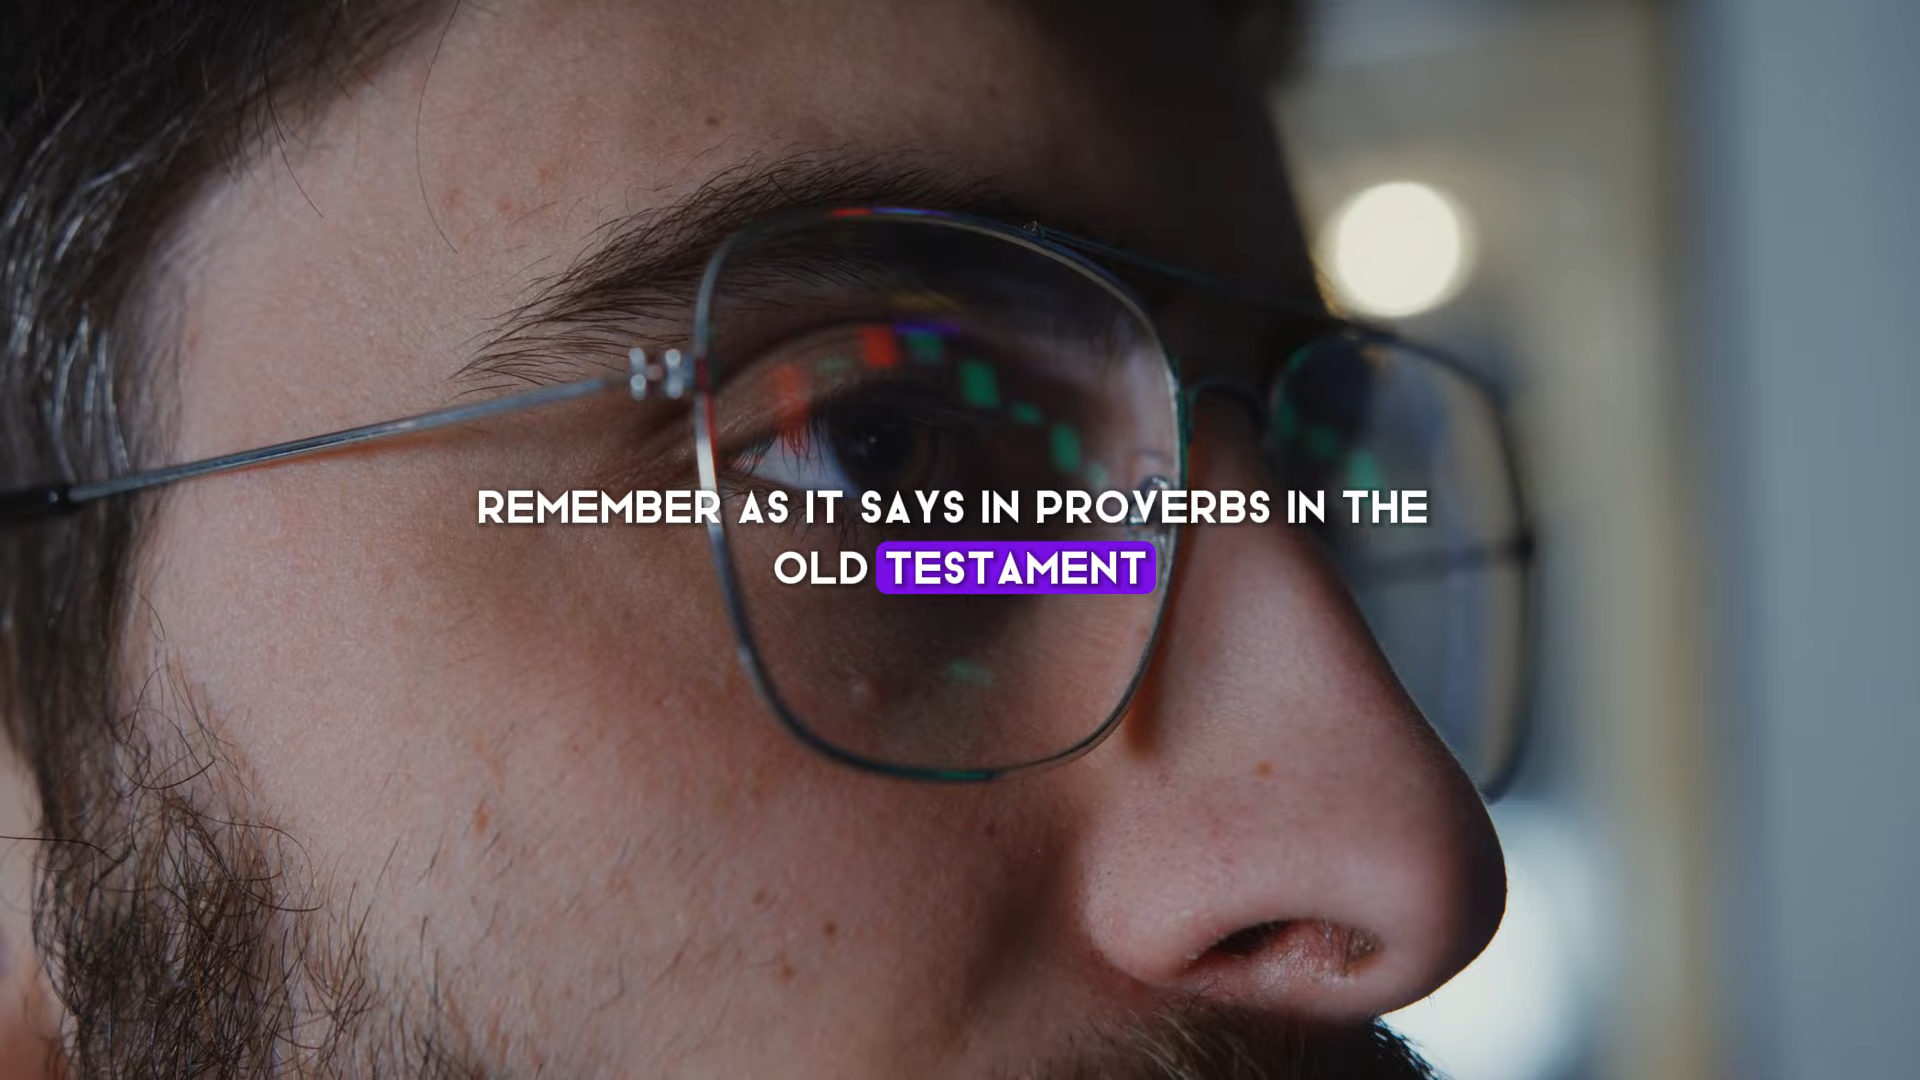 REMEMBER AS IT SAYS IN PROVERBS IN THE
OLD TESTAMENT